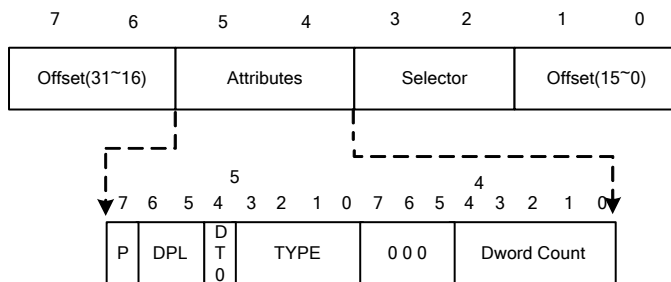 7 6 5 4 3 2 1 0
Offset(31~16) Attributes Selector Offset(15~0)
5 4
7 6 5 4 3 2 1 0 7 6 5 4 3 2 1 0
P DPL DT0 TYPE 0 0 0 Dword Count